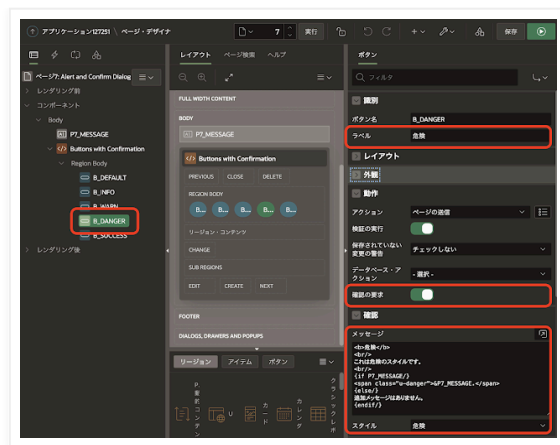 アプリケーション127251 \ ページ・デザイナ
7
実行
保存
ページ7: Alert and Confirm Dialog
レンダリング前
コンポーネント
Body
P7_MESSAGE
Buttons with Confirmation
Region Body
B_DEFAULT
B_INFO
B_WARN
B_DANGER
B_SUCCESS
レンダリング後
レイアウト
ページ検索
ヘルプ
FULL WIDTH CONTENT
BODY
P7_MESSAGE
Buttons with Confirmation
PREVIOUS
CLOSE
DELETE
REGION BODY
B...
B...
B...
B...
B...
リージョン・コンテンツ
CHANGE
SUB REGIONS
EDIT
CREATE
NEXT
FOOTER
DIALOGS, DRAWERS AND POPUPS
リージョン
アイテム
ボタン
U
カード
カレンダ
ボタン
フィルタ
識別
ボタン名
B_DANGER
ラベル
危険
レイアウト
外観
動作
アクション
ページの送信
検証の実行
保存されていない変更の警告
チェックしない
データベース・アクション
- 選択 -
確認の要求
確認
メッセージ
<b>危険</b>
<br/>
これは危険のスタイルです。
<br/>
{if P7_MESSAGE/}
<span class="u-danger">&P7_MESSAGE.</span>
{else/}
追加メッセージはありません。
{endif/}
スタイル
危険